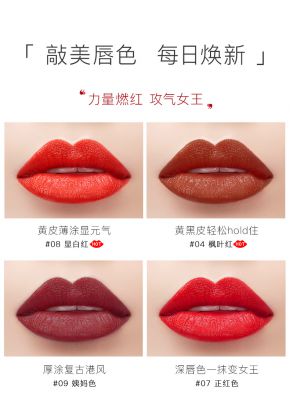 「 敲美唇色 每日焕新 」
“力量燃红 攻气女王”
黄皮薄涂显元气
#08 显白红 HOT
黄黑皮轻松hold住
#04 枫叶红 HOT
厚涂复古港风
#09 姨妈色
深唇色一抹变女王
#07 正红色